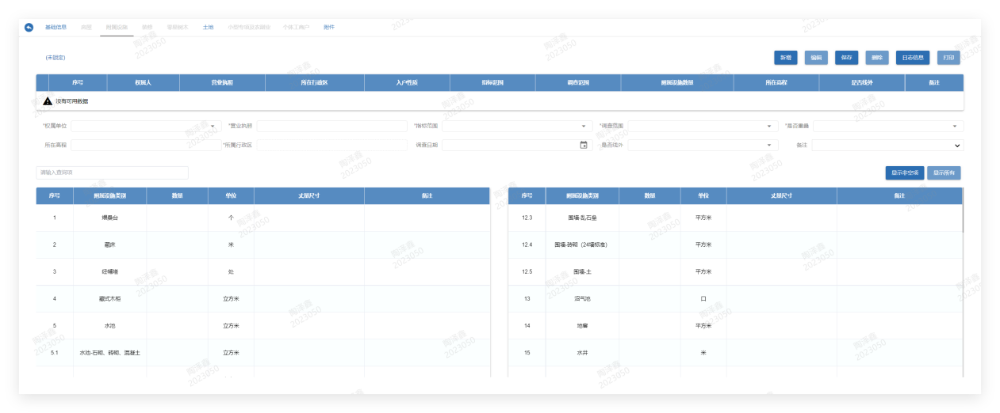 基础信息 房屋 附属设施 装修 零星树木 土地 小型专项及农副业 个体工商户 附件
(未锁定) 新增 编辑 保存 删除 日志信息 打印
序号 权属人 营业执照 所在行政区 入户性质 指标范围 调查范围 附属设施数量 所在高程 是否线外 备注
没有可用数据
*权属单位 *营业执照 *指标范围 *调查范围 *是否重叠
所在高程 *所属行政区 调查日期 是否线外 备注
请输入查询项 显示非空项 显示所有
序号 附属设施类别 数量 单位 丈量尺寸 备注 序号 附属设施类别 数量 单位 丈量尺寸 备注
1 煨桑台 个 12.3 围墙-乱石垒 平方米
2 藏床 米 12.4 围墙-砖砌（24墙标准） 平方米
3 经幡塔 处 12.5 围墙-土 平方米
4 藏式木柜 立方米 13 沼气池 口
5 水池 立方米 14 地窖 平方米
5.1 水池-石砌、砖砌、混凝土 立方米 15 水井 米
陶泽鑫
2023050